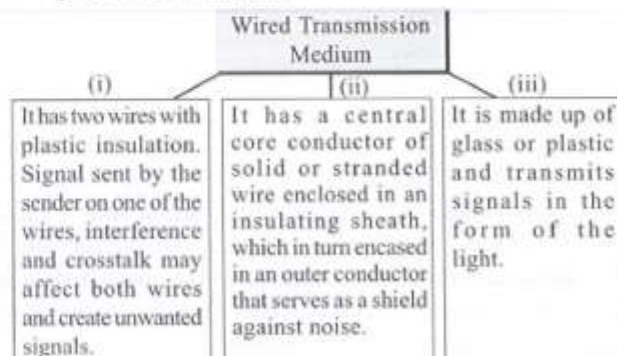 Wired Transmission
Medium
(i)
It has two wires with
plastic insulation.
Signal sent by the
sender on one of the
wires, interference
and crosstalk may
affect both wires
and create unwanted
signals.
(ii)
It has a central
core conductor of
solid or stranded
wire enclosed in an
insulating sheath,
which in turn encased
in an outer conductor
that serves as a shield
against noise.
(iii)
It is made up of
glass or plastic
and transmits
signals in the
form of the
light.